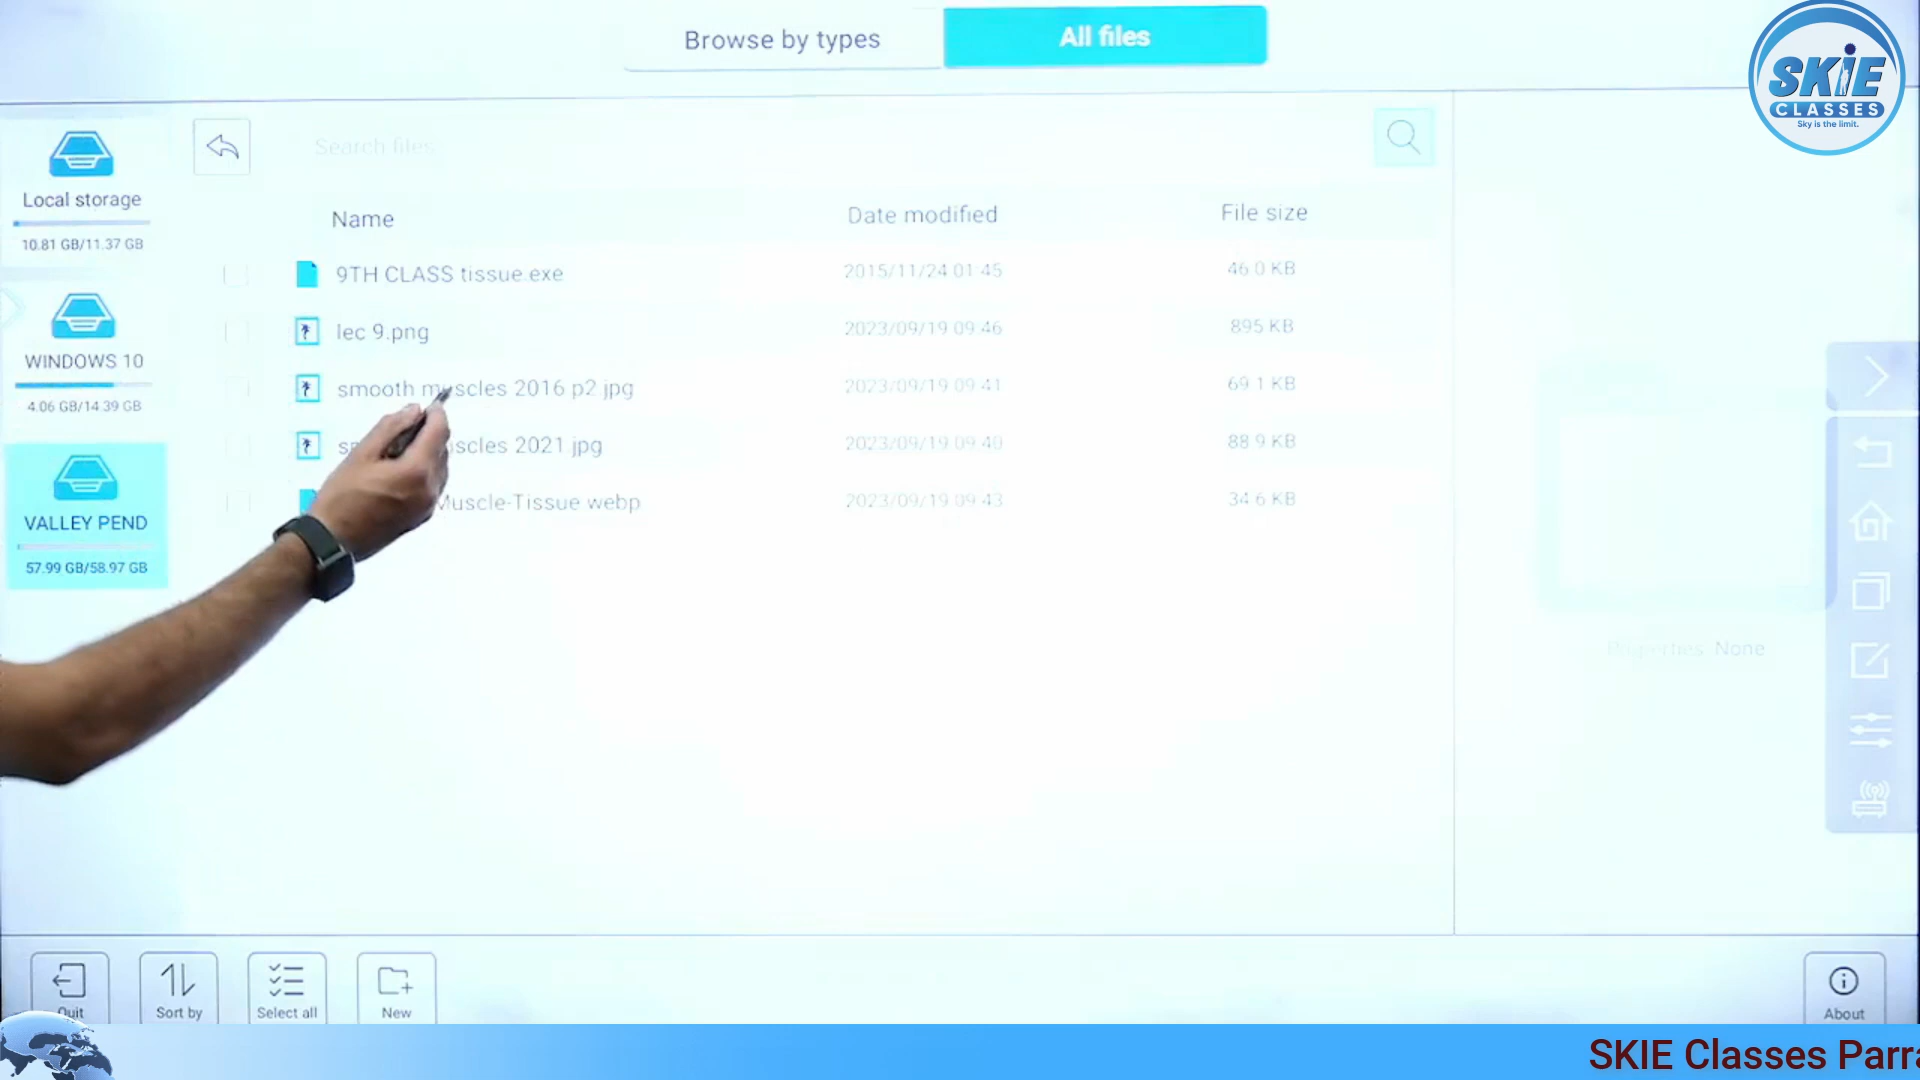 Browse by types
All files
SKiE
CLASSES
Sky is the limit.
Search files
Local storage
10.81 GB/11.37 GB
WINDOWS 10
4.06 GB/14.39 GB
VALLEY PEND
57.99 GB/58.97 GB
Name Date modified File size
9TH CLASS tissue.exe 2015/11/24 01:45 46.0 KB
lec 9.png 2023/09/19 09:46 895 KB
smooth muscles 2016 p2.jpg 2023/09/19 09:41 69.1 KB
2021.jpg 2023/09/19 09:40 88.9 KB
Muscle-Tissue webp 2023/09/19 09:43 34.6 KB
Properties: None
Quit
Sort by
Select all
New
About
SKIE Classes Parra